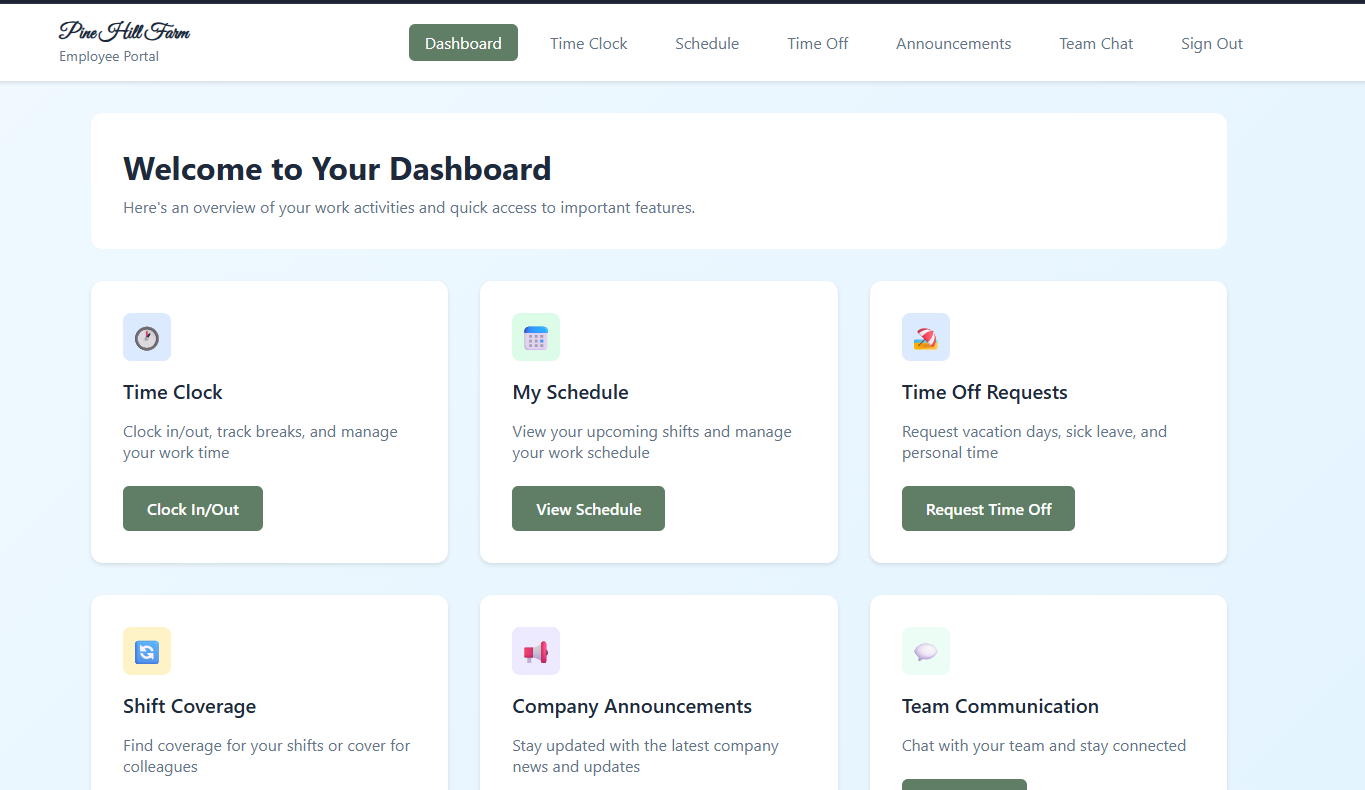 Pine Hill Farm
Employee Portal
Dashboard
Time Clock
Schedule
Time Off
Announcements
Team Chat
Sign Out
Welcome to Your Dashboard
Here's an overview of your work activities and quick access to important features.
Time Clock
Clock in/out, track breaks, and manage
your work time
Clock In/Out
My Schedule
View your upcoming shifts and manage
your work schedule
View Schedule
Time Off Requests
Request vacation days, sick leave, and
personal time
Request Time Off
Shift Coverage
Find coverage for your shifts or cover for
colleagues
Company Announcements
Stay updated with the latest company
news and updates
Team Communication
Chat with your team and stay connected